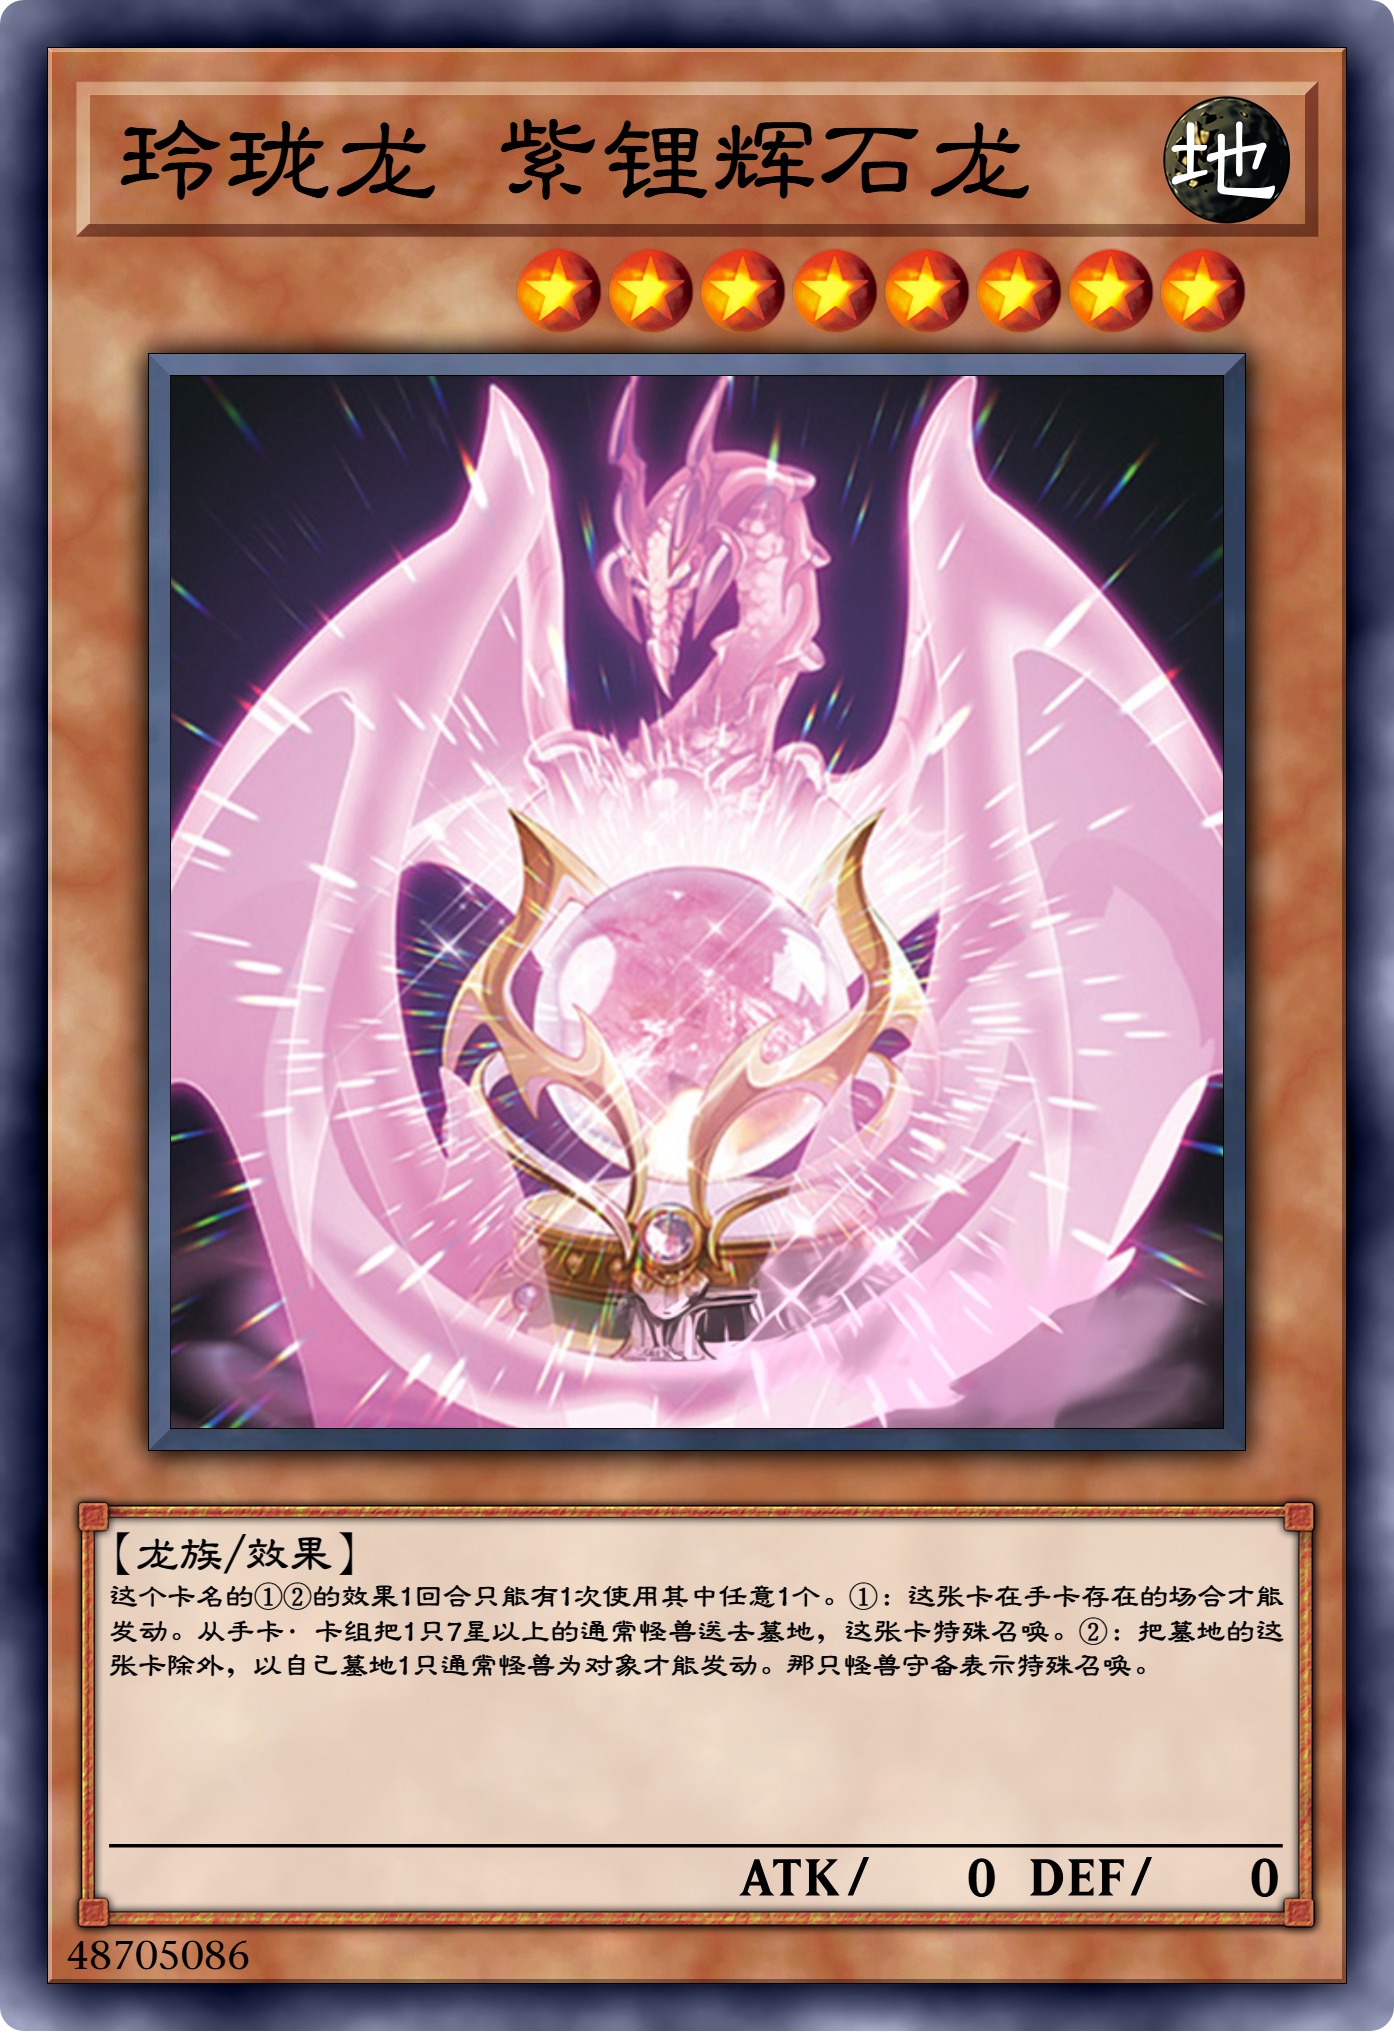 玲珑龙 紫锂辉石龙
地
【龙族/效果】
这个卡名的①②的效果1回合只能有1次使用其中任意1个。①：这张卡在手卡存在的场合才能
发动。从手卡·卡组把1只7星以上的通常怪兽送去墓地，这张卡特殊召唤。②：把墓地的这
张卡除外，以自己墓地1只通常怪兽为对象才能发动。那只怪兽守备表示特殊召唤。
ATK/ 0 DEF/ 0
48705086